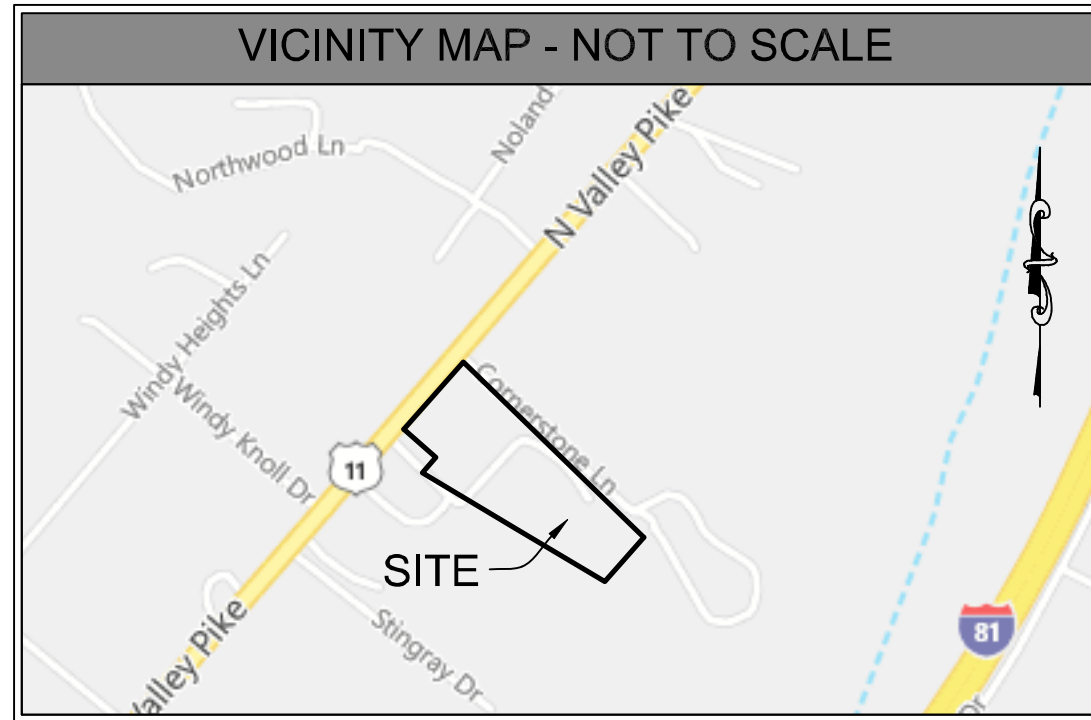 VICINITY MAP - NOT TO SCALE
Northwood Ln
Noland
N Valley Pike
Windy Heights Ln
Windy Knoll Dr
Cornerstone Ln
11
SITE
Stingray Dr
Valley Pike
81
Dr